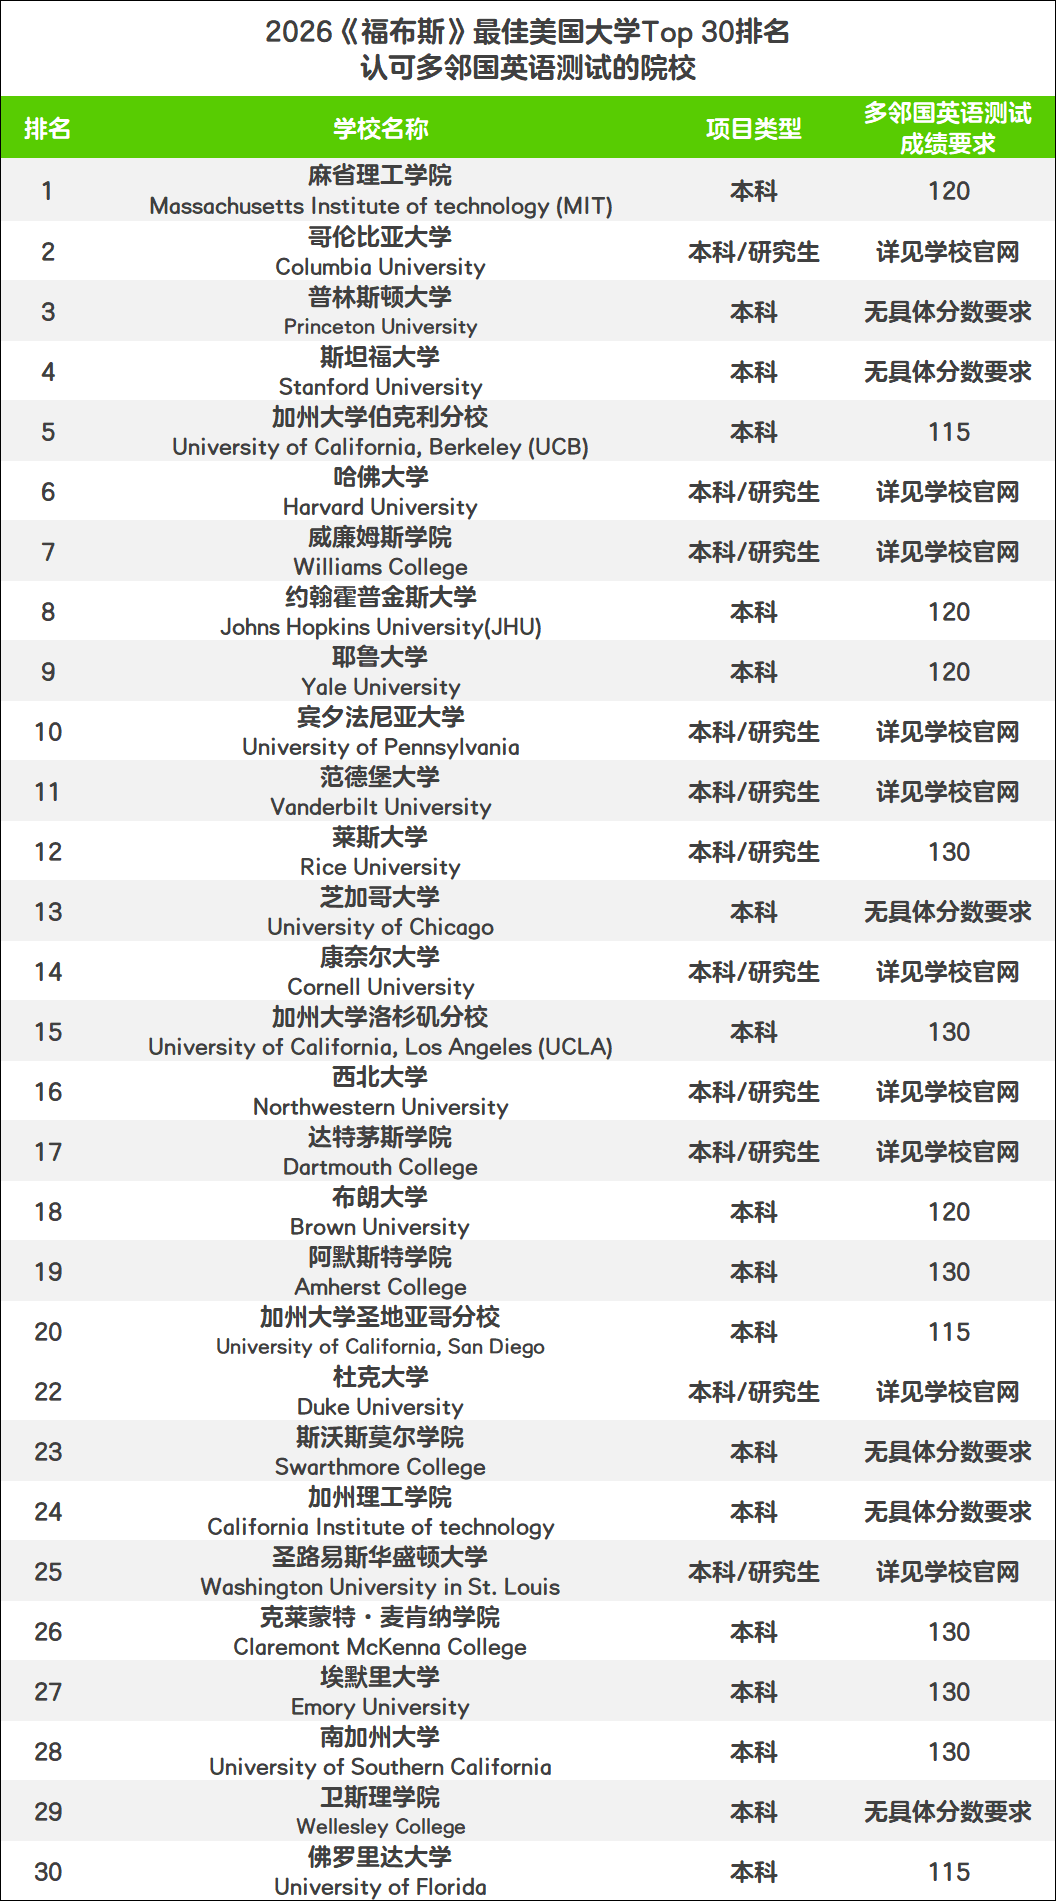 2026《福布斯》最佳美国大学Top 30排名
认可多邻国英语测试的院校
排名 学校名称 项目类型 多邻国英语测试
成绩要求
1 麻省理工学院 本科 120
Massachusetts Institute of technology (MIT)
2 哥伦比亚大学 本科/研究生 详见学校官网
Columbia University
3 普林斯顿大学 本科 无具体分数要求
Princeton University
4 斯坦福大学 本科 无具体分数要求
Stanford University
5 加州大学伯克利分校 本科 115
University of California, Berkeley (UCB)
6 哈佛大学 本科/研究生 详见学校官网
Harvard University
7 威廉姆斯学院 本科/研究生 详见学校官网
Williams College
8 约翰霍普金斯大学 本科 120
Johns Hopkins University(JHU)
9 耶鲁大学 本科 120
Yale University
10 宾夕法尼亚大学 本科/研究生 详见学校官网
University of Pennsylvania
11 范德堡大学 本科/研究生 详见学校官网
Vanderbilt University
12 莱斯大学 本科/研究生 130
Rice University
13 芝加哥大学 本科 无具体分数要求
University of Chicago
14 康奈尔大学 本科/研究生 详见学校官网
Cornell University
15 加州大学洛杉矶分校 本科 130
University of California, Los Angeles (UCLA)
16 西北大学 本科/研究生 详见学校官网
Northwestern University
17 达特茅斯学院 本科/研究生 详见学校官网
Dartmouth College
18 布朗大学 本科 120
Brown University
19 阿默斯特学院 本科 130
Amherst College
20 加州大学圣地亚哥分校 本科 115
University of California, San Diego
22 杜克大学 本科/研究生 详见学校官网
Duke University
23 斯沃斯莫尔学院 本科 无具体分数要求
Swarthmore College
24 加州理工学院 本科 无具体分数要求
California Institute of technology
25 圣路易斯华盛顿大学 本科/研究生 详见学校官网
Washington University in St. Louis
26 克莱蒙特·麦肯纳学院 本科 130
Claremont McKenna College
27 埃默里大学 本科 130
Emory University
28 南加州大学 本科 130
University of Southern California
29 卫斯理学院 本科 无具体分数要求
Wellesley College
30 佛罗里达大学 本科 115
University of Florida